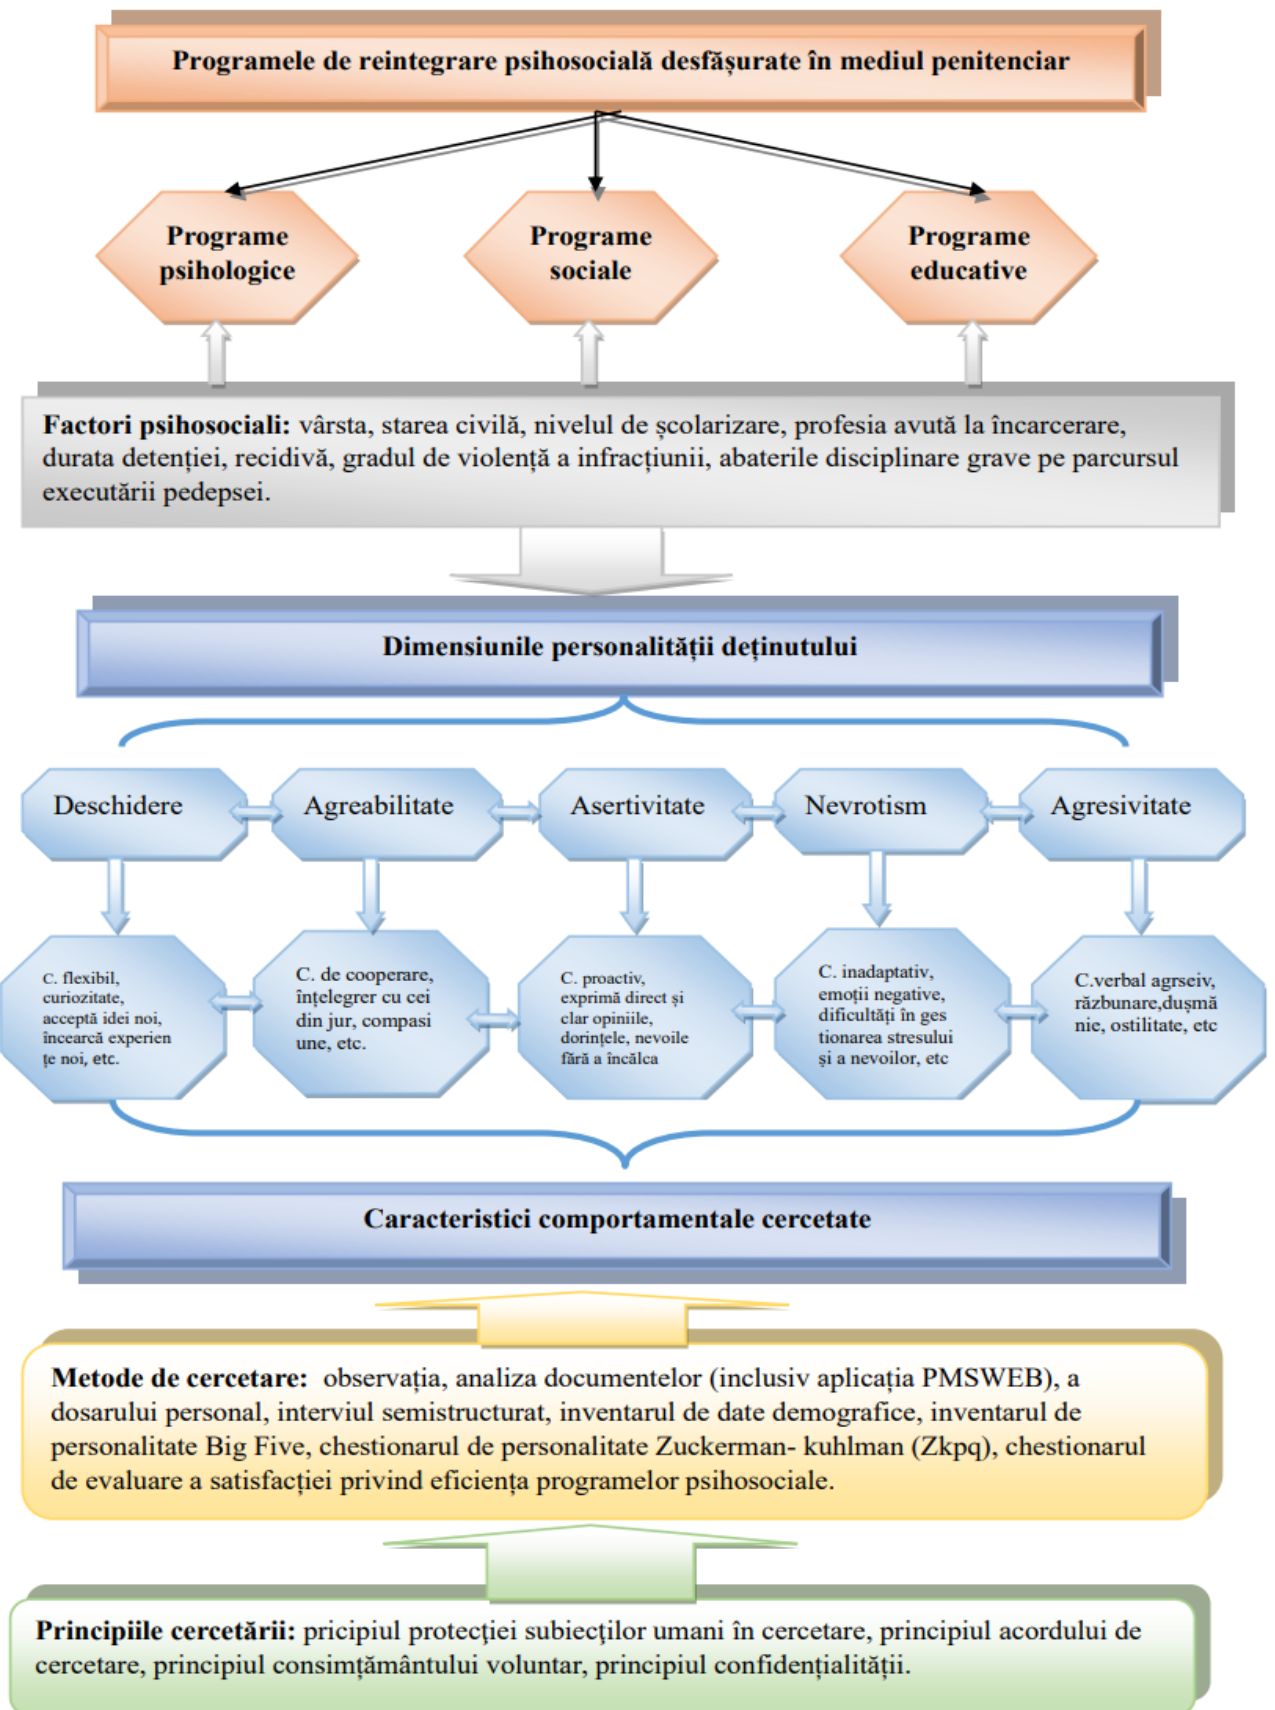 Programele de reintegrare psihosocială desfășurate în mediul penitenciar
Programe
psihologice
Programe
sociale
Programe
educative
Factori psihosociali: vârsta, starea civilă, nivelul de școlarizare, profesia avută la încarcerare,
durata detenției, recidivă, gradul de violență a infracțiunii, abaterile disciplinare grave pe parcursul
executării pedepsei.
Dimensiunile personalității deținutului
Deschidere
Agreabilitate
Asertivitate
Nevrotism
Agresivitate
C. flexibil,
curiozitate,
acceptă idei noi,
încearcă experien
țe noi, etc.
C. de cooperare,
înțelegrer cu cei
din jur, compasi
une, etc.
C. proactiv,
exprimă direct și
clar opiniile,
dorințele, nevoile
fără a încălca
C. inadaptativ,
emoții negative,
dificultăți în ges
tionarea stresului
și a nevoilor, etc
C.verbal agrseiv,
răzbunare,dușmă
nie, ostilitate, etc
Caracteristici comportamentale cercetate
Metode de cercetare: observația, analiza documentelor (inclusiv aplicația PMSWEB), a
dosarului personal, interviul semistructurat, inventarul de date demografice, inventarul de
personalitate Big Five, chestionarul de personalitate Zuckerman- kuhlman (Zkpq), chestionarul
de evaluare a satisfacției privind eficiența programelor psihosociale.
Principiile cercetării: pricipiul protecției subiecților umani în cercetare, principiul acordului de
cercetare, principiul consimțământului voluntar, principiul confidențialității.